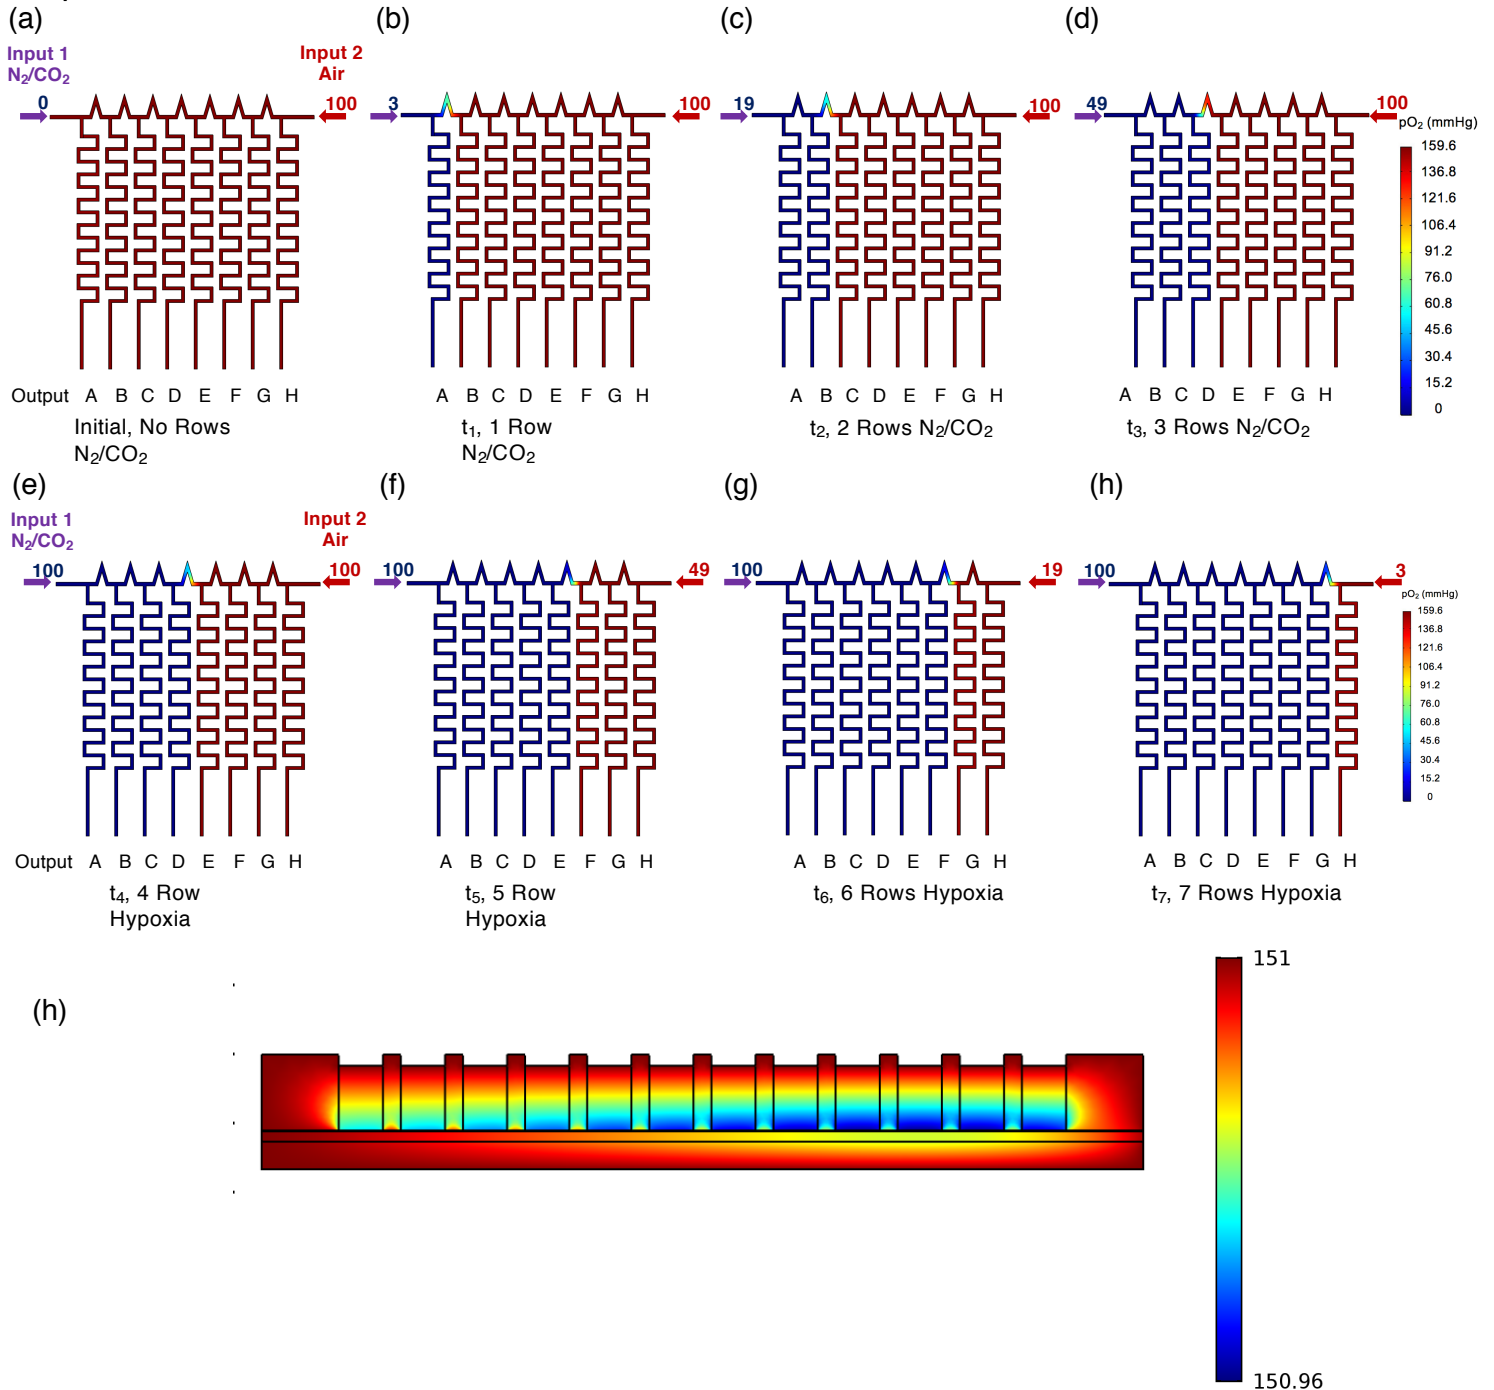 (a) (b) (c) (d)
Input 1
N₂/CO₂
Input 2
Air
0 100 3 100 19 100 49 100
pO₂ (mmHg)
159.6
136.8
121.6
106.4
91.2
76.0
60.8
45.6
30.4
15.2
0
Output A B C D E F G H
A B C D E F G H
A B C D E F G H
A B C D E F G H
Initial, No Rows
N₂/CO₂
t₁, 1 Row
N₂/CO₂
t₂, 2 Rows N₂/CO₂
t₃, 3 Rows N₂/CO₂
(e) (f) (g) (h)
Input 1
N₂/CO₂
Input 2
Air
100 100 100 49 100 19 100 3
pO₂ (mmHg)
159.6
136.8
121.6
106.4
91.2
76.0
60.8
45.6
30.4
15.2
0
Output A B C D E F G H
A B C D E F G H
A B C D E F G H
A B C D E F G H
t₄, 4 Row
Hypoxia
t₅, 5 Row
Hypoxia
t₆, 6 Rows Hypoxia
t₇, 7 Rows Hypoxia
(h)
151
150.96